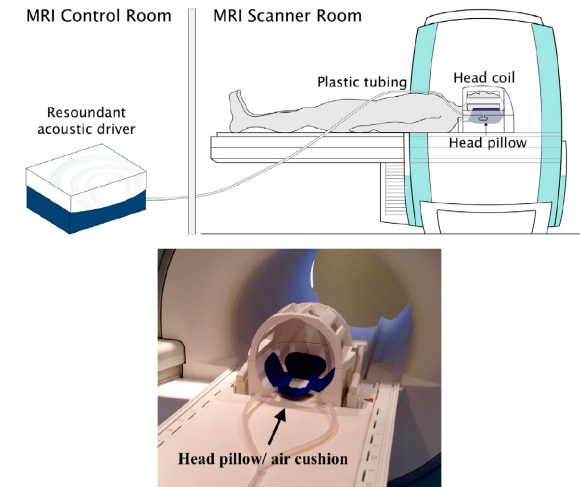 MRI Control Room
MRI Scanner Room
Plastic tubing
Head coil
Resoundant
acoustic driver
Head pillow
Head pillow/ air cushion